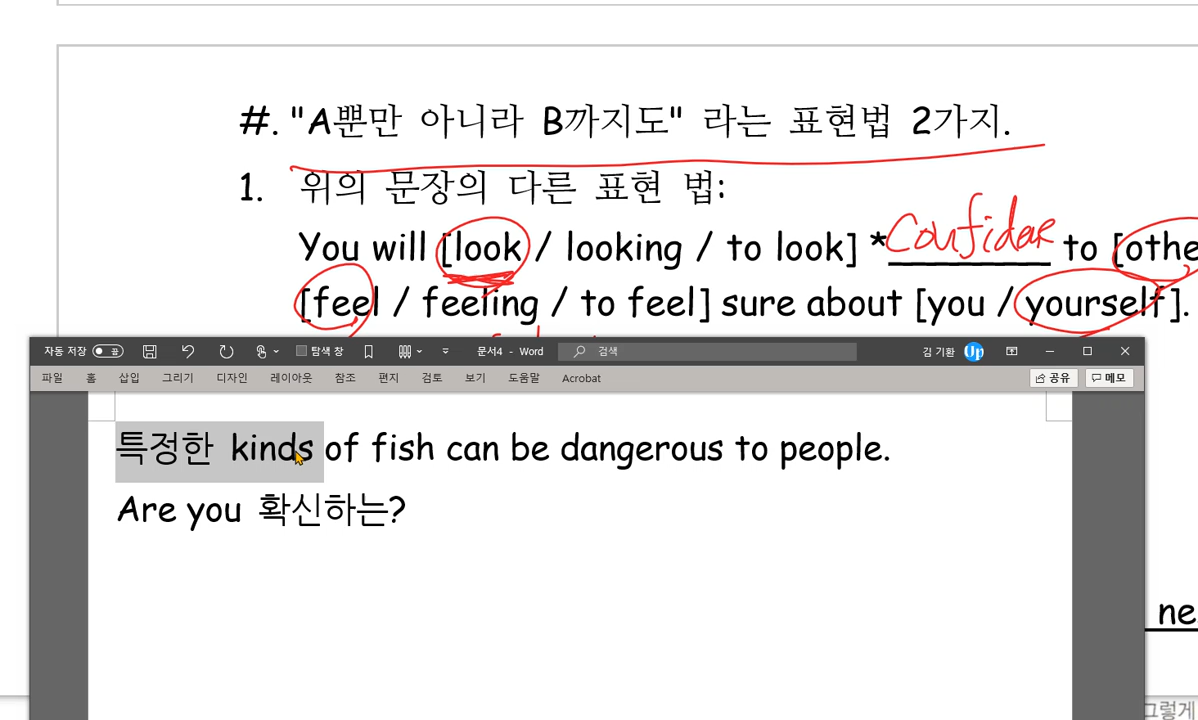 #. "A뿐만 아니라 B까지도" 라는 표현법 2가지.
1. 위의 문장의 다른 표현 법:
You will [look / looking / to look] * to [othe
[feel / feeling / to feel] sure about [you / yourself].
자동 저장 끔 탐색 창 문서4 - Word 검색 김 기환 Up
파일 홈 삽입 그리기 디자인 레이아웃 참조 편지 검토 보기 도움말 Acrobat 공유 메모
특정한 kinds of fish can be dangerous to people.
Are you 확신하는?
ne
그렇게